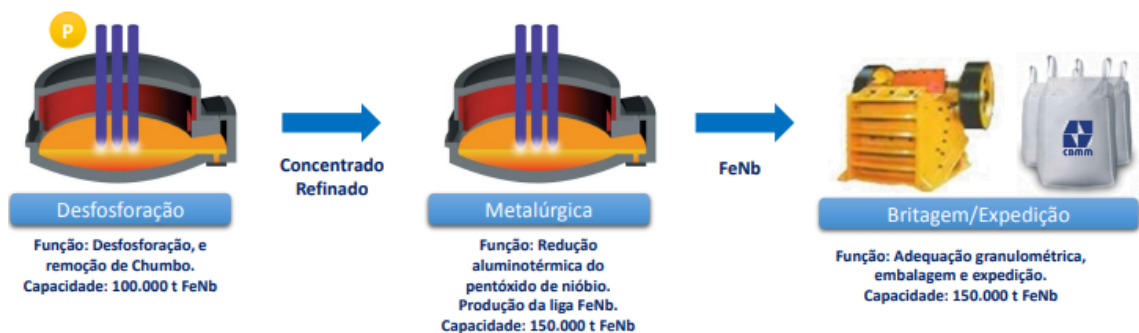 P
Concentrado
Refinado
FeNb
CBMM
Desfosforação
Metalúrgica
Britagem/Expedição
Função: Desfosforação, e
remoção de Chumbo.
Capacidade: 100.000 t FeNb
Função: Redução
aluminotérmica do
pentóxido de nióbio.
Produção da liga FeNb.
Capacidade: 150.000 t FeNb
Função: Adequação granulométrica,
embalagem e expedição.
Capacidade: 150.000 t FeNb